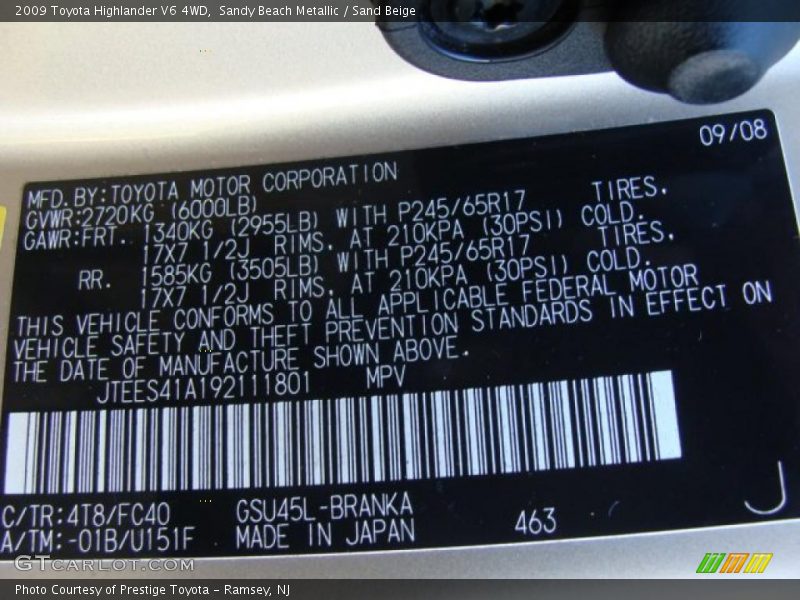 2009 Toyota Highlander V6 4WD, Sandy Beach Metallic / Sand Beige
09/08
MFD.BY:TOYOTA MOTOR CORPORATION
GVWR:2720KG (6000LB)
GAWR:FRT. 1340KG (2955LB) WITH P245/65R17 TIRES.
17X7 1/2J RIMS. AT 210KPA (30PSI) COLD.
RR. 1585KG (3505LB) WITH P245/65R17 TIRES.
17X7 1/2J RIMS. AT 210KPA (30PSI) COLD.
THIS VEHICLE CONFORMS TO ALL APPLICABLE FEDERAL MOTOR
VEHICLE SAFETY AND THEFT PREVENTION STANDARDS IN EFFECT ON
THE DATE OF MANUFACTURE SHOWN ABOVE.
JTEES41A192111801 MPV
C/TR:4T8/FC40 GSU45L-BRANKA
A/TM:-01B/U151F MADE IN JAPAN 463
J
GTCARLOT.COM
Photo Courtesy of Prestige Toyota - Ramsey, NJ